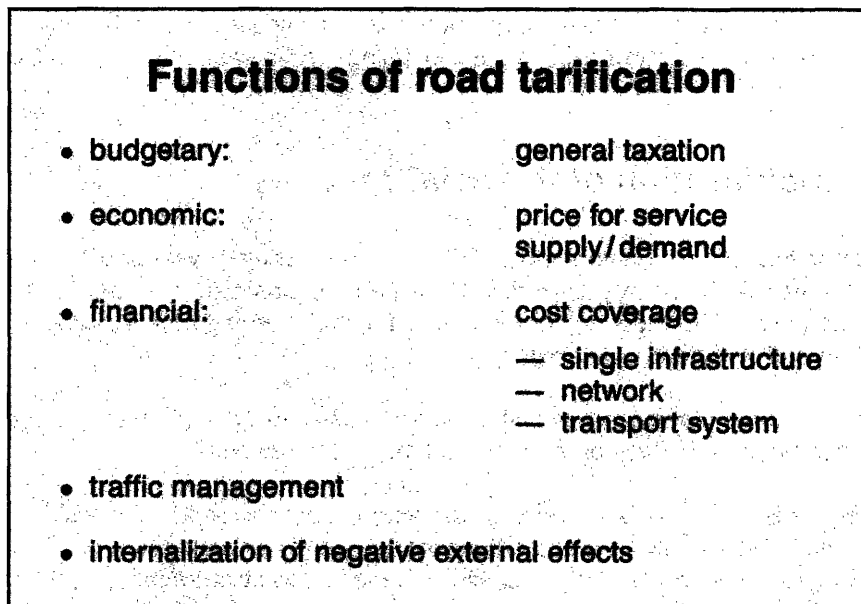 Functions of road tarification
• budgetary: general taxation
• economic: price for service
supply/demand
• financial: cost coverage
— single infrastructure
— network
— transport system
• traffic management
• internalization of negative external effects